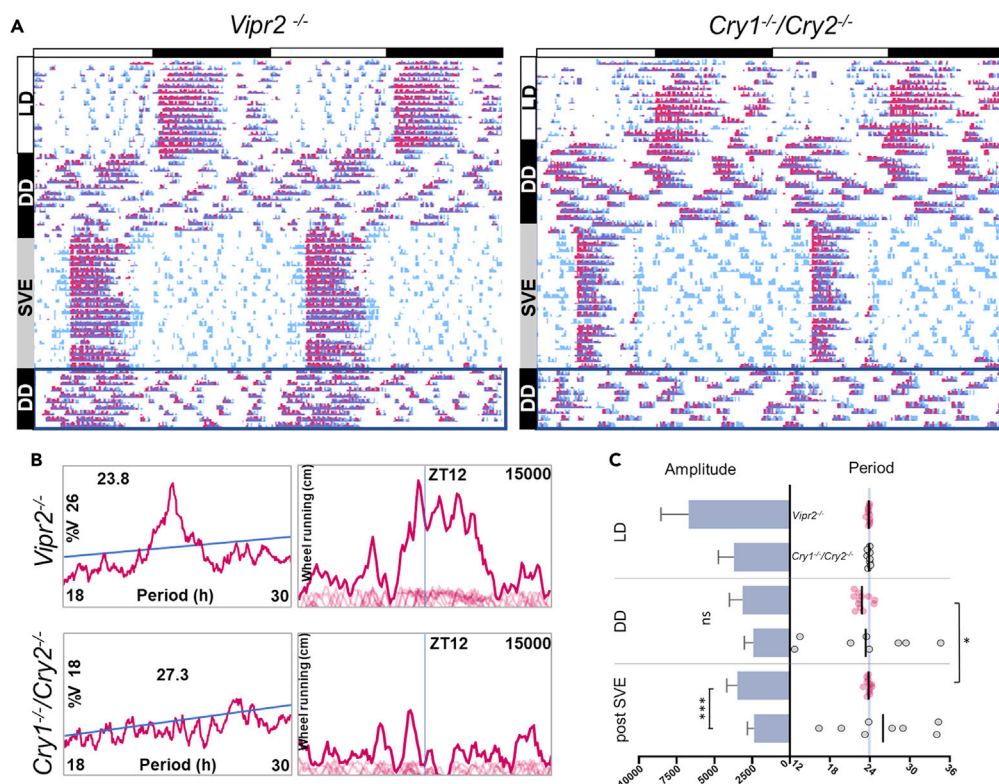 A
Vipr2 -/-
Cry1-/-/Cry2-/-
LD
DD
SVE
DD
LD
DD
SVE
DD
B
Vipr2-/-
%V 26
23.8
18 Period (h) 30
Wheel running (cm)
ZT12
15000
Cry1-/-/Cry2-/-
%V 18
27.3
18 Period (h) 30
Wheel running (cm)
ZT12
15000
C
Amplitude Period
LD
Vipr2-/-
Cry1-/-/Cry2-/-
DD
ns
*
post SVE
***
10000 7500 5000 2500 0 12 18 24 30 36